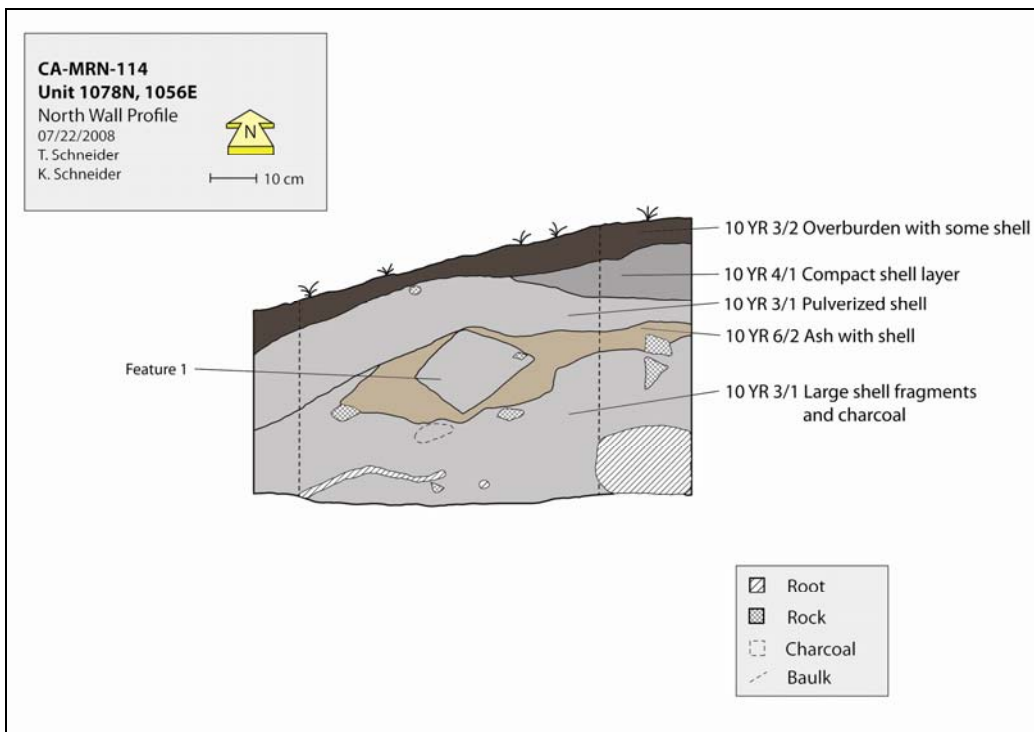 CA-MRN-114
Unit 1078N, 1056E
North Wall Profile
07/22/2008
T. Schneider
K. Schneider
N
10 cm
10 YR 3/2 Overburden with some shell
10 YR 4/1 Compact shell layer
10 YR 3/1 Pulverized shell
10 YR 6/2 Ash with shell
Feature 1
10 YR 3/1 Large shell fragments
and charcoal
Root
Rock
Charcoal
Baulk